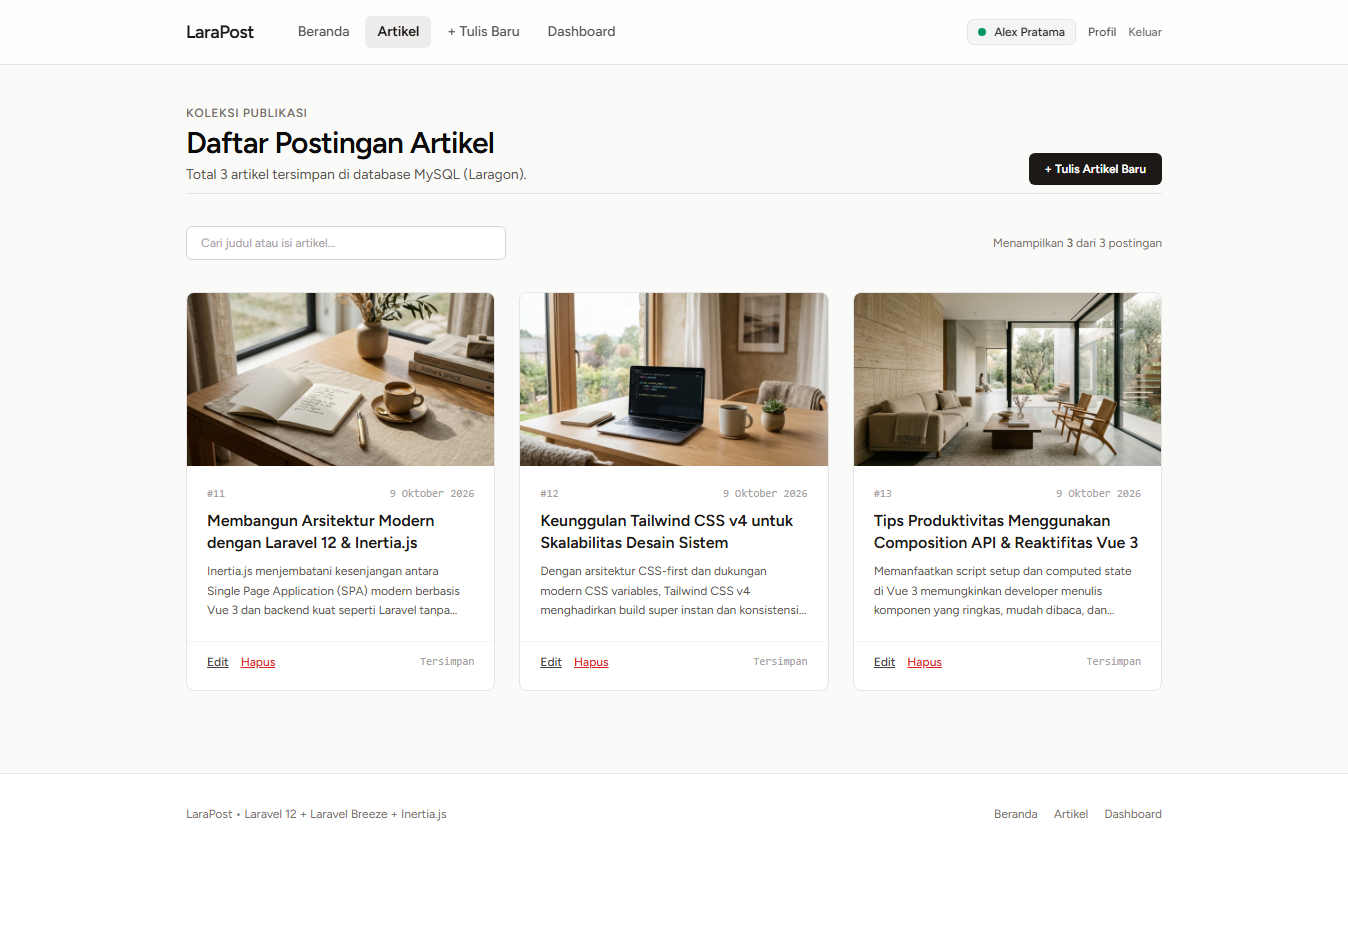 LaraPost
Beranda
Artikel
+ Tulis Baru
Dashboard
Alex Pratama
Profil
Keluar
KOLEKSI PUBLIKASI
Daftar Postingan Artikel
Total 3 artikel tersimpan di database MySQL (Laragon).
+ Tulis Artikel Baru
Cari judul atau isi artikel...
Menampilkan 3 dari 3 postingan
FORM & SPACE
#11
9 Oktober 2026
Membangun Arsitektur Modern
dengan Laravel 12 & Inertia.js
Inertia.js menjembatani kesenjangan antara
Single Page Application (SPA) modern berbasis
Vue 3 dan backend kuat seperti Laravel tanpa...
Edit
Hapus
Tersimpan
#12
9 Oktober 2026
Keunggulan Tailwind CSS v4 untuk
Skalabilitas Desain Sistem
Dengan arsitektur CSS-first dan dukungan
modern CSS variables, Tailwind CSS v4
menghadirkan build super instan dan konsistensi...
Edit
Hapus
Tersimpan
#13
9 Oktober 2026
Tips Produktivitas Menggunakan
Composition API & Reaktifitas Vue 3
Memanfaatkan script setup dan computed state
di Vue 3 memungkinkan developer menulis
komponen yang ringkas, mudah dibaca, dan...
Edit
Hapus
Tersimpan
LaraPost • Laravel 12 + Laravel Breeze + Inertia.js
Beranda
Artikel
Dashboard